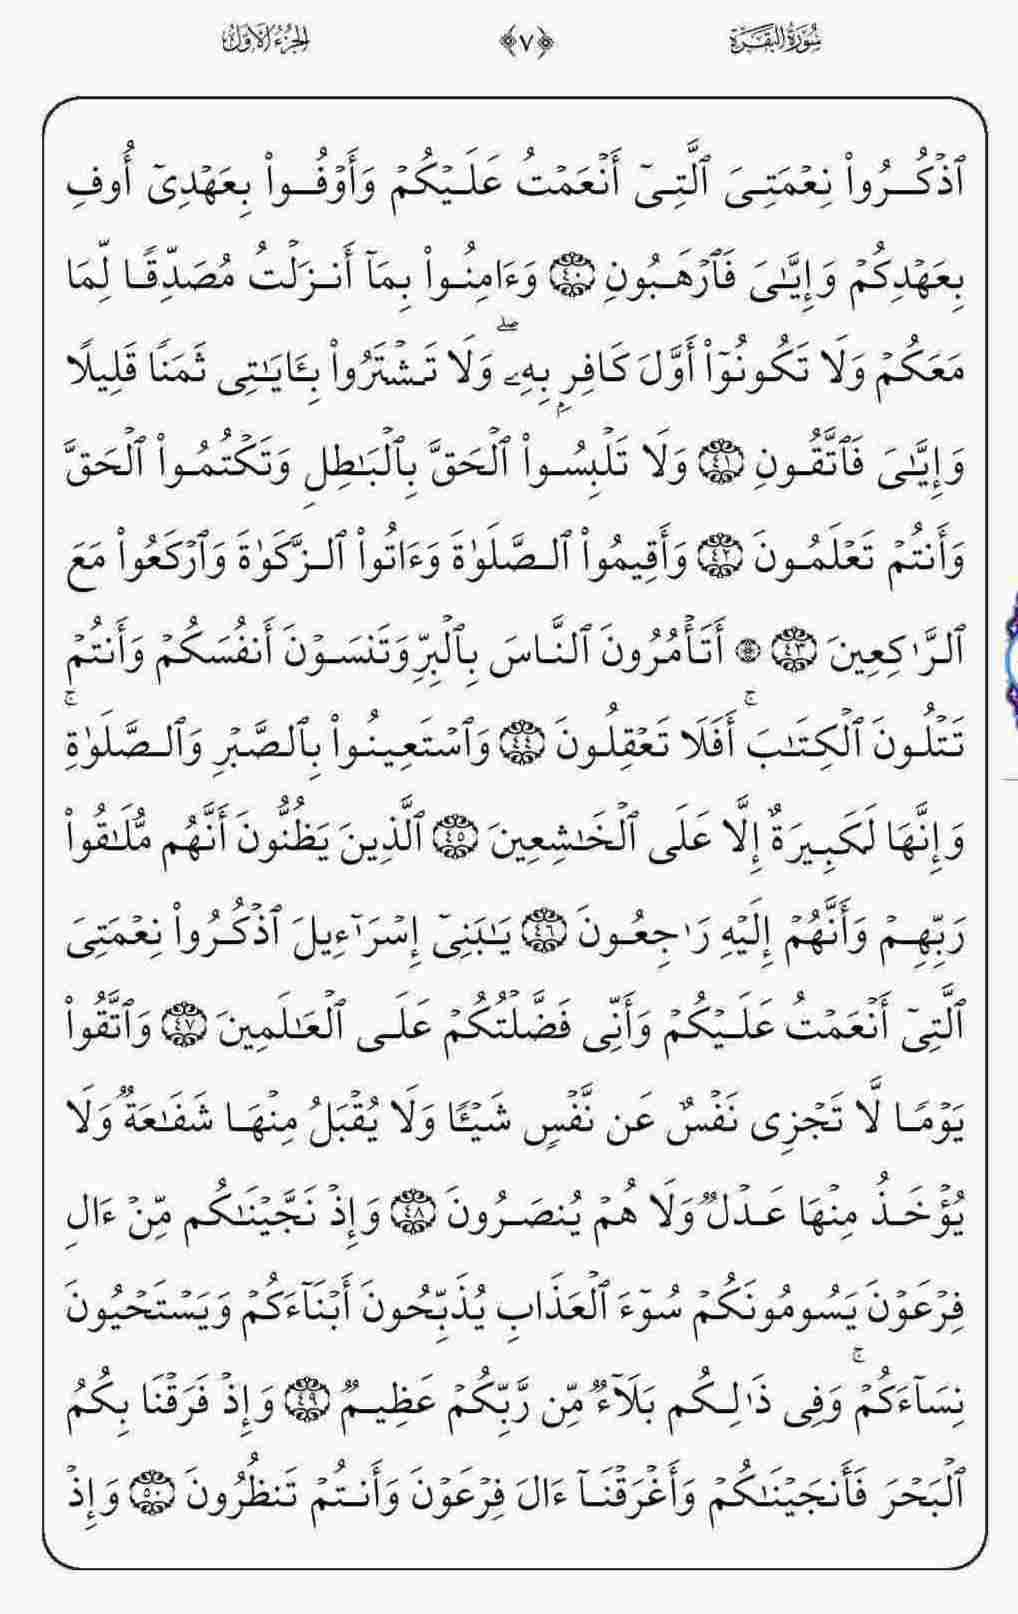 سُورَةُ البَقَرَة ﴿٧﴾ الجُزءُ الأوَّلُ
ٱذۡكُرُواْ نِعۡمَتِىَ ٱلَّتِىٓ أَنۡعَمۡتُ عَلَيۡكُمۡ وَأَوۡفُواْ بِعَهۡدِىٓ أُوفِ
بِعَهۡدِكُمۡ وَإِيَّٰىَ فَٱرۡهَبُونِ ٤٠ وَءَامِنُواْ بِمَآ أَنزَلۡتُ مُصَدِّقًا لِّمَا
مَعَكُمۡ وَلَا تَكُونُوٓاْ أَوَّلَ كَافِرِۭ بِهِۦۖ وَلَا تَشۡتَرُواْ بِـَٔايَٰتِى ثَمَنًا قَلِيلًا
وَإِيَّٰىَ فَٱتَّقُونِ ٤١ وَلَا تَلۡبِسُواْ ٱلۡحَقَّ بِٱلۡبَٰطِلِ وَتَكۡتُمُواْ ٱلۡحَقَّ
وَأَنتُمۡ تَعۡلَمُونَ ٤٢ وَأَقِيمُواْ ٱلصَّلَوٰةَ وَءَاتُواْ ٱلزَّكَوٰةَ وَٱرۡكَعُواْ مَعَ
ٱلرَّٰكِعِينَ ٤٣ ۞ أَتَأۡمُرُونَ ٱلنَّاسَ بِٱلۡبِرِّ وَتَنسَوۡنَ أَنفُسَكُمۡ وَأَنتُمۡ
تَتۡلُونَ ٱلۡكِتَٰبَۚ أَفَلَا تَعۡقِلُونَ ٤٤ وَٱسۡتَعِينُواْ بِٱلصَّبۡرِ وَٱلصَّلَوٰةِۚ
وَإِنَّهَا لَكَبِيرَةٌ إِلَّا عَلَى ٱلۡخَٰشِعِينَ ٤٥ ٱلَّذِينَ يَظُنُّونَ أَنَّهُم مُّلَٰقُواْ
رَبِّهِمۡ وَأَنَّهُمۡ إِلَيۡهِ رَٰجِعُونَ ٤٦ يَٰبَنِىٓ إِسۡرَٰٓءِيلَ ٱذۡكُرُواْ نِعۡمَتِىَ
ٱلَّتِىٓ أَنۡعَمۡتُ عَلَيۡكُمۡ وَأَنِّى فَضَّلۡتُكُمۡ عَلَى ٱلۡعَٰلَمِينَ ٤٧ وَٱتَّقُواْ
يَوۡمًا لَّا تَجۡزِى نَفۡسٌ عَن نَّفۡسٍ شَيۡـًٔا وَلَا يُقۡبَلُ مِنۡهَا شَفَٰعَةٌ وَلَا
يُؤۡخَذُ مِنۡهَا عَدۡلٌ وَلَا هُمۡ يُنصَرُونَ ٤٨ وَإِذۡ نَجَّيۡنَٰكُم مِّنۡ ءَالِ
فِرۡعَوۡنَ يَسُومُونَكُمۡ سُوٓءَ ٱلۡعَذَابِ يُذَبِّحُونَ أَبۡنَآءَكُمۡ وَيَسۡتَحۡيُونَ
نِسَآءَكُمۡۚ وَفِى ذَٰلِكُم بَلَآءٌ مِّن رَّبِّكُمۡ عَظِيمٌ ٤٩ وَإِذۡ فَرَقۡنَا بِكُمُ
ٱلۡبَحۡرَ فَأَنجَيۡنَٰكُمۡ وَأَغۡرَقۡنَآ ءَالَ فِرۡعَوۡنَ وَأَنتُمۡ تَنظُرُونَ ٥٠ وَإِذۡ